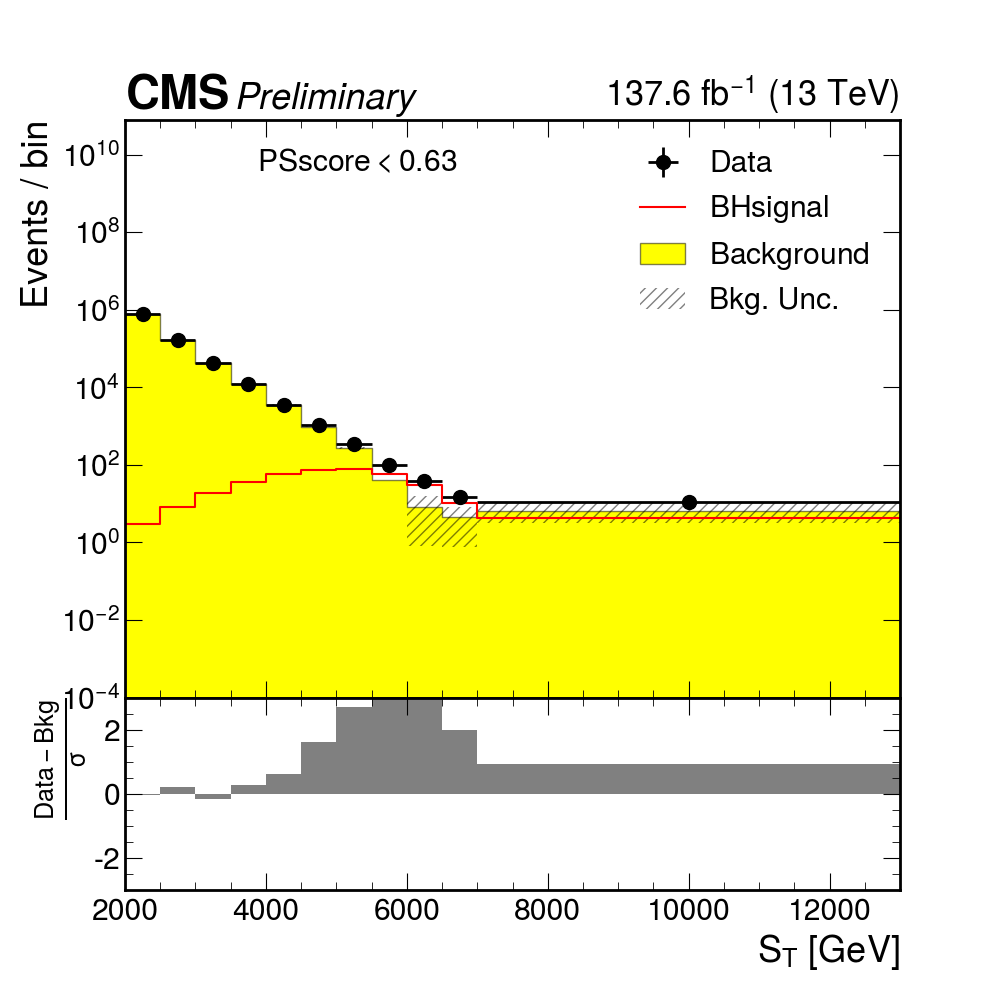 CMS Preliminary 137.6 fb⁻¹ (13 TeV)
Events / bin
PSscore < 0.63
Data
BHsignal
Background
Bkg. Unc.
10¹⁰
10⁸
10⁶
10⁴
10²
10⁰
10⁻²
10⁻⁴
Data – Bkg
σ
2
0
-2
2000 4000 6000 8000 10000 12000
S_T [GeV]